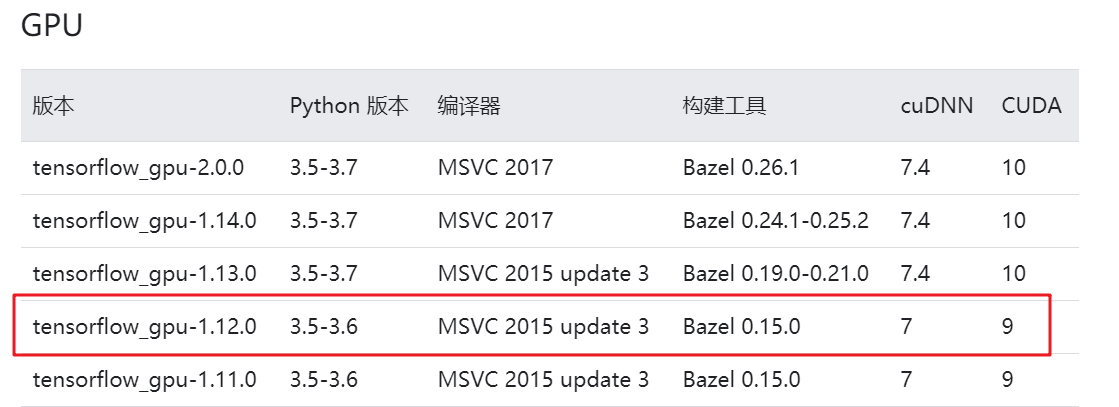 GPU
版本 Python 版本 编译器 构建工具 cuDNN CUDA
tensorflow_gpu-2.0.0 3.5-3.7 MSVC 2017 Bazel 0.26.1 7.4 10
tensorflow_gpu-1.14.0 3.5-3.7 MSVC 2017 Bazel 0.24.1-0.25.2 7.4 10
tensorflow_gpu-1.13.0 3.5-3.7 MSVC 2015 update 3 Bazel 0.19.0-0.21.0 7.4 10
tensorflow_gpu-1.12.0 3.5-3.6 MSVC 2015 update 3 Bazel 0.15.0 7 9
tensorflow_gpu-1.11.0 3.5-3.6 MSVC 2015 update 3 Bazel 0.15.0 7 9